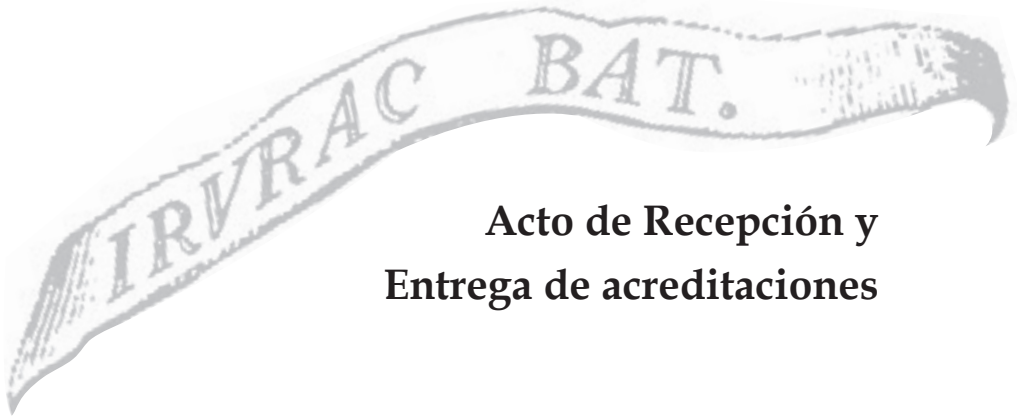 IRVRAC BAT.
Acto de Recepción y
Entrega de acreditaciones